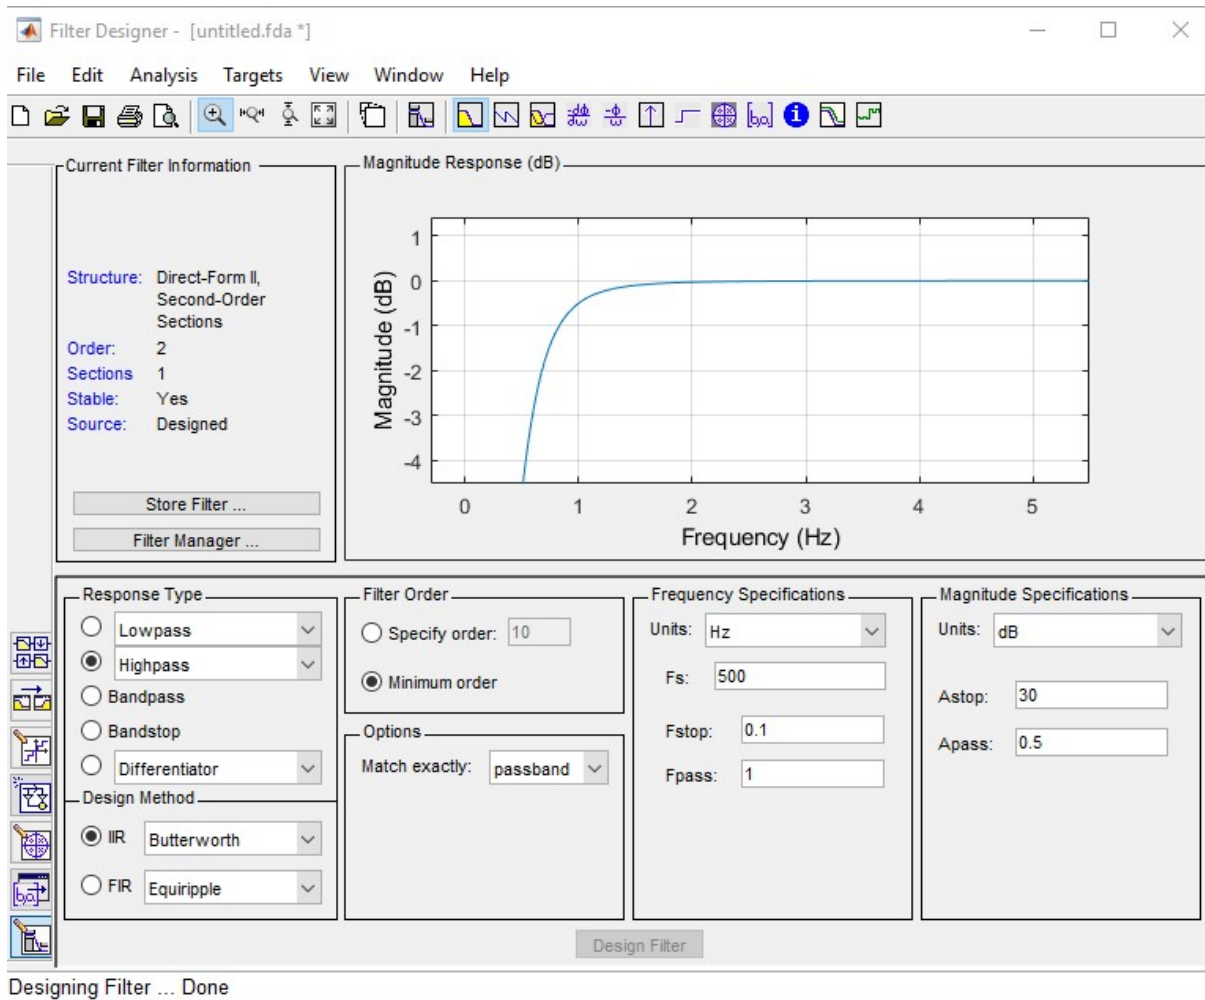 Filter Designer - [untitled.fda *]
File Edit Analysis Targets View Window Help
Current Filter Information
Structure: Direct-Form II,
Second-Order
Sections
Order: 2
Sections 1
Stable: Yes
Source: Designed
Store Filter ...
Filter Manager ...
Magnitude Response (dB)
1
0
-1
-2
-3
-4
Magnitude (dB)
0 1 2 3 4 5
Frequency (Hz)
Response Type
Lowpass
Highpass
Bandpass
Bandstop
Differentiator
Design Method
IIR Butterworth
FIR Equiripple
Filter Order
Specify order: 10
Minimum order
Options
Match exactly: passband
Frequency Specifications
Units: Hz
Fs: 500
Fstop: 0.1
Fpass: 1
Magnitude Specifications
Units: dB
Astop: 30
Apass: 0.5
Design Filter
Designing Filter ... Done